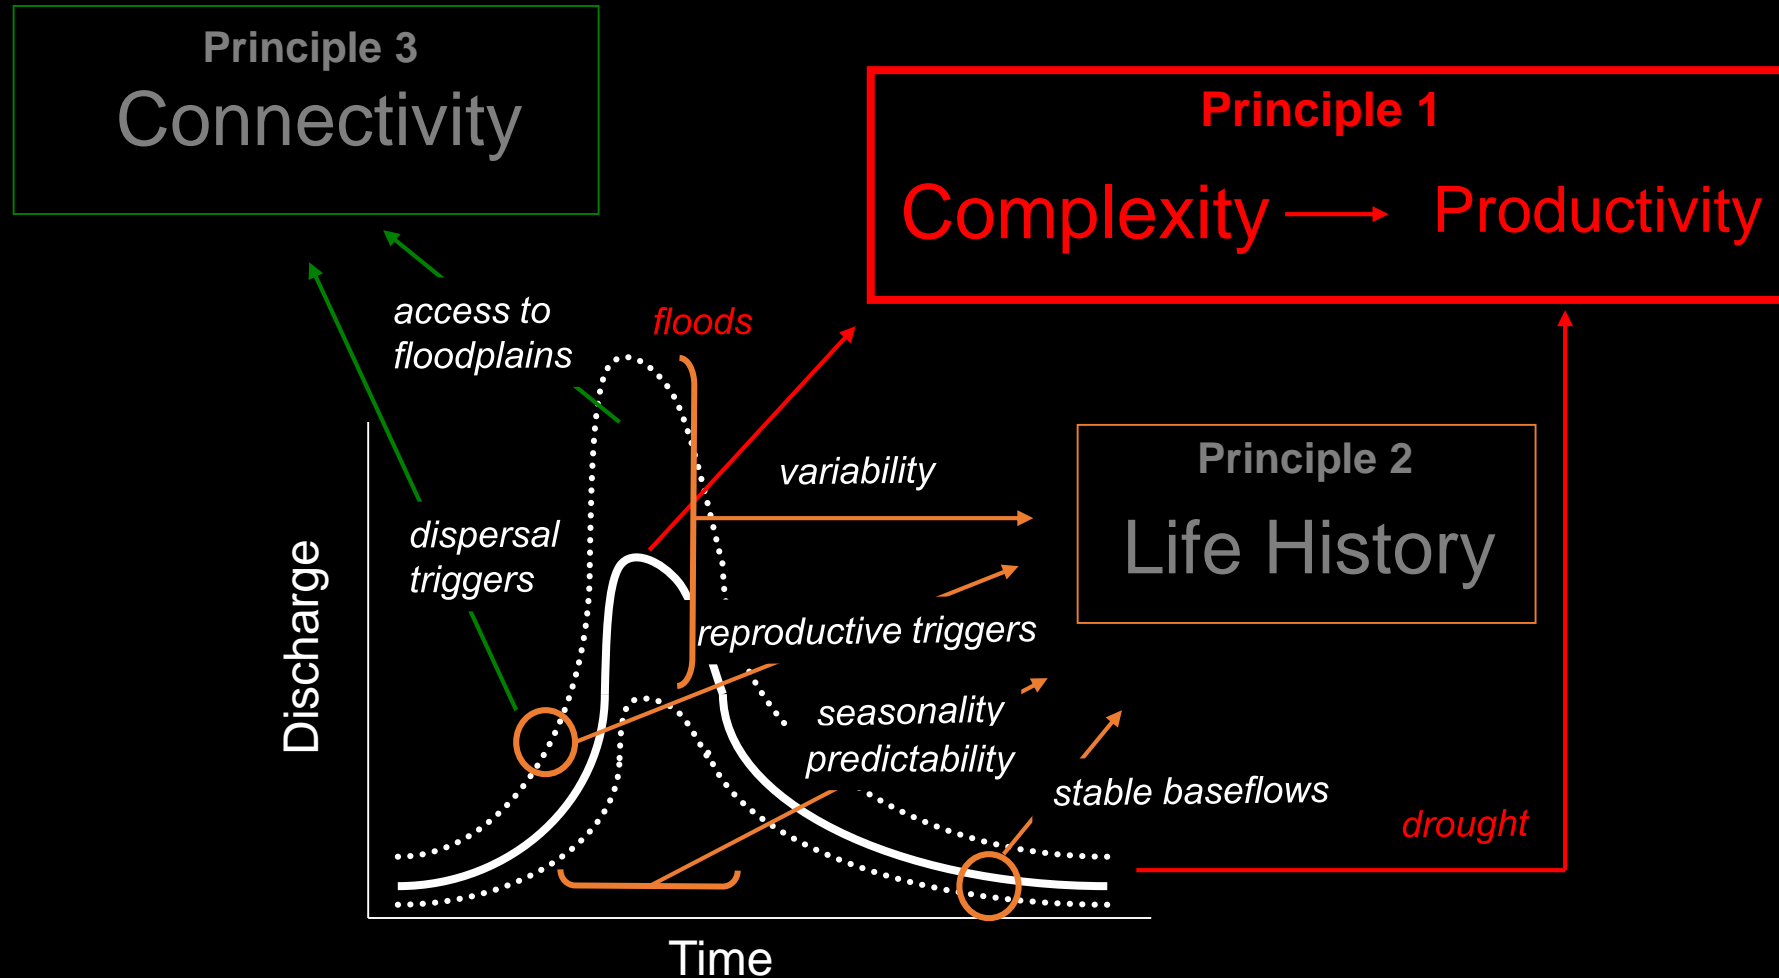 Principle 3
Connectivity
Principle 1
Complexity
Productivity
access to
floodplains
floods
variability
Principle 2
Life History
dispersal
triggers
reproductive triggers
seasonality
predictability
stable baseflows
drought
Discharge
Time